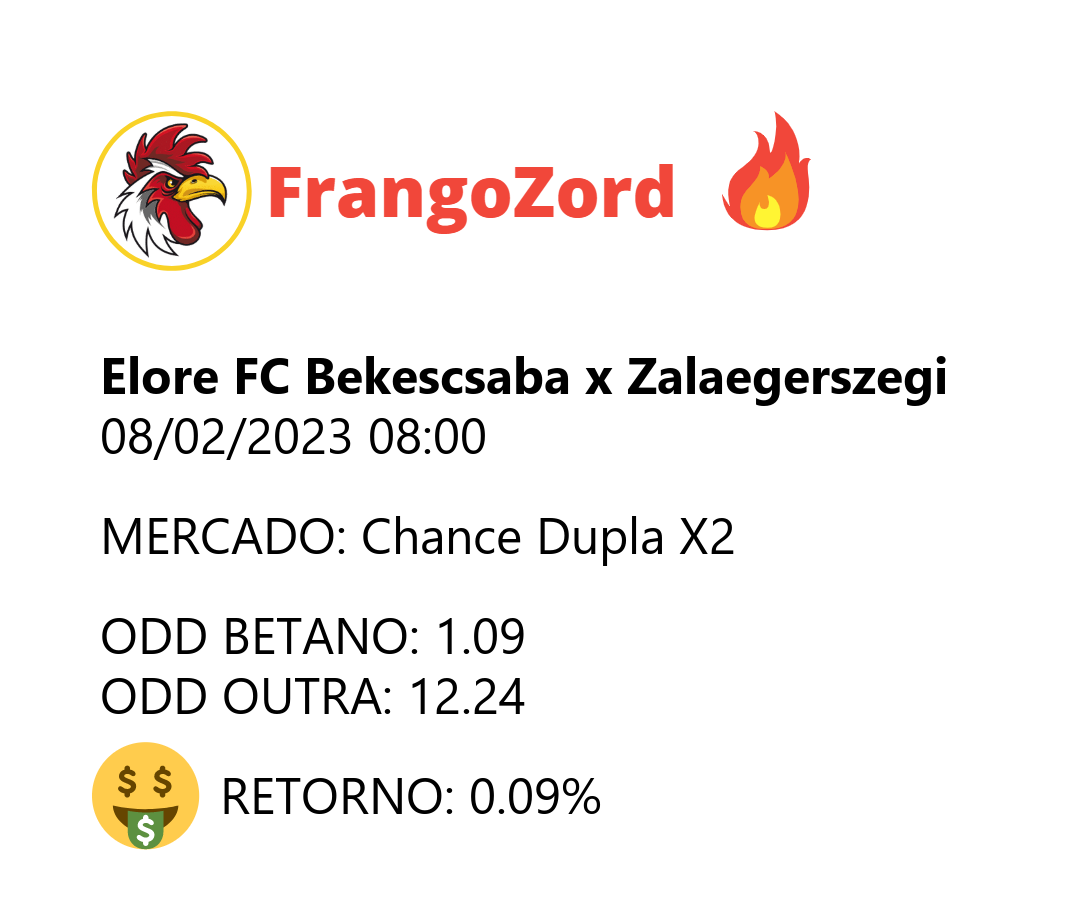 FrangoZord
Elore FC Bekescsaba x Zalaegerszegi
08/02/2023 08:00
MERCADO: Chance Dupla X2
ODD BETANO: 1.09
ODD OUTRA: 12.24
RETORNO: 0.09%